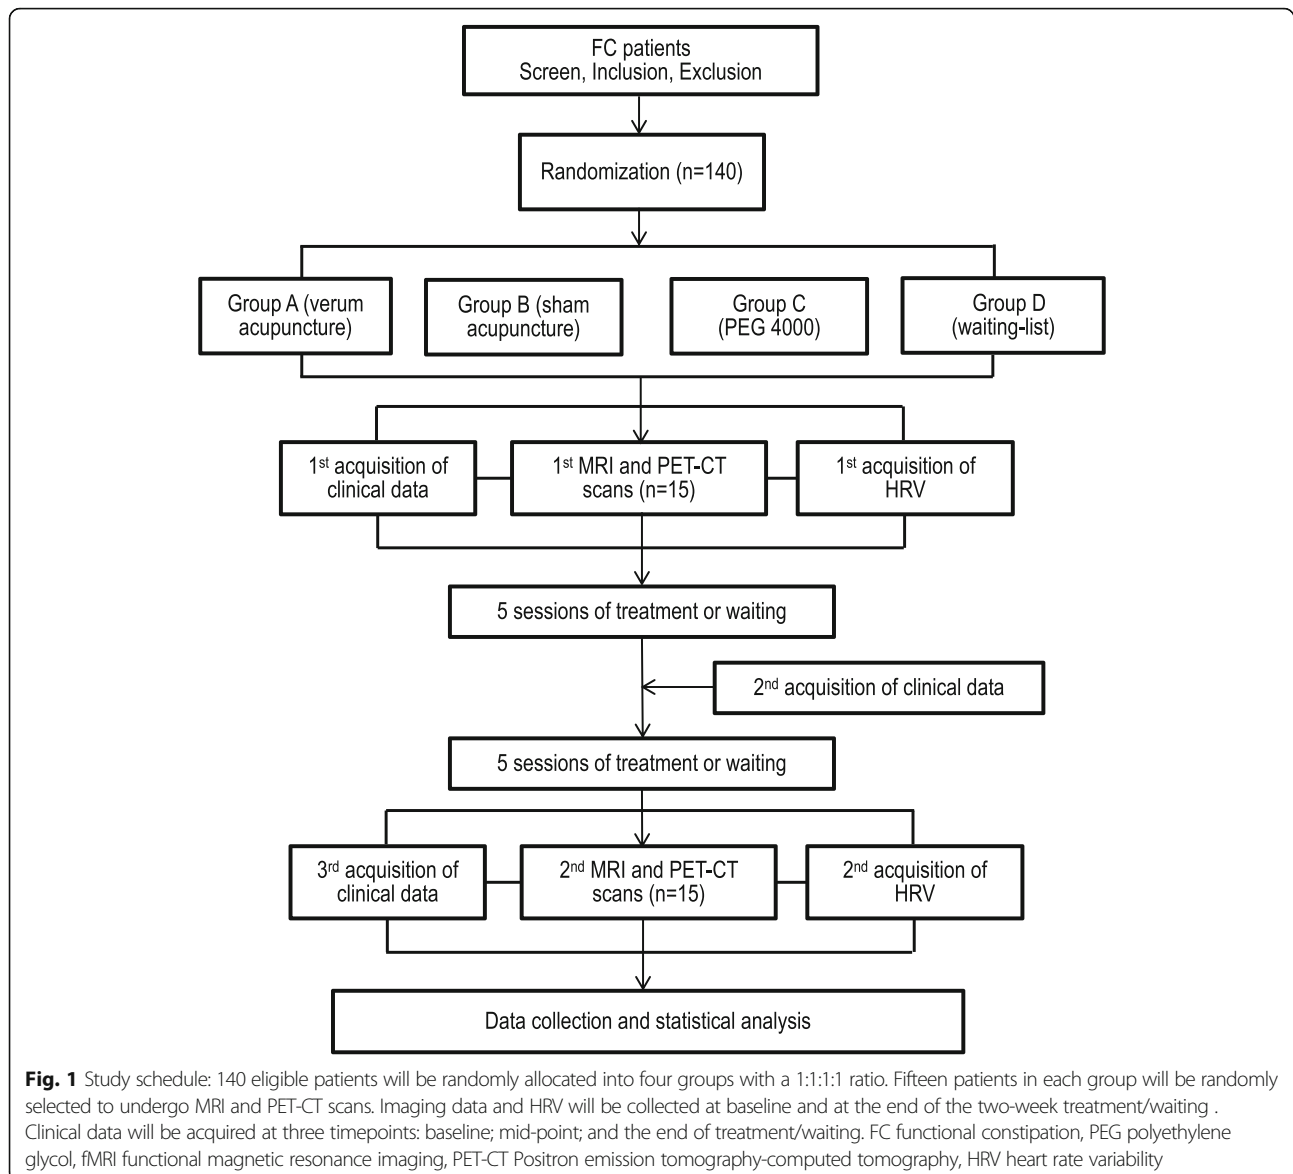 FC patients
Screen, Inclusion, Exclusion
Randomization (n=140)
Group A (verum
acupuncture)
Group B (sham
acupuncture)
Group C
(PEG 4000)
Group D
(waiting-list)
1st acquisition of
clinical data
1st MRI and PET-CT
scans (n=15)
1st acquisition of
HRV
5 sessions of treatment or waiting
2nd acquisition of clinical data
5 sessions of treatment or waiting
3rd acquisition of
clinical data
2nd MRI and PET-CT
scans (n=15)
2nd acquisition of
HRV
Data collection and statistical analysis
Fig. 1 Study schedule: 140 eligible patients will be randomly allocated into four groups with a 1:1:1:1 ratio. Fifteen patients in each group will be randomly
selected to undergo MRI and PET-CT scans. Imaging data and HRV will be collected at baseline and at the end of the two-week treatment/waiting .
Clinical data will be acquired at three timepoints: baseline; mid-point; and the end of treatment/waiting. FC functional constipation, PEG polyethylene
glycol, fMRI functional magnetic resonance imaging, PET-CT Positron emission tomography-computed tomography, HRV heart rate variability